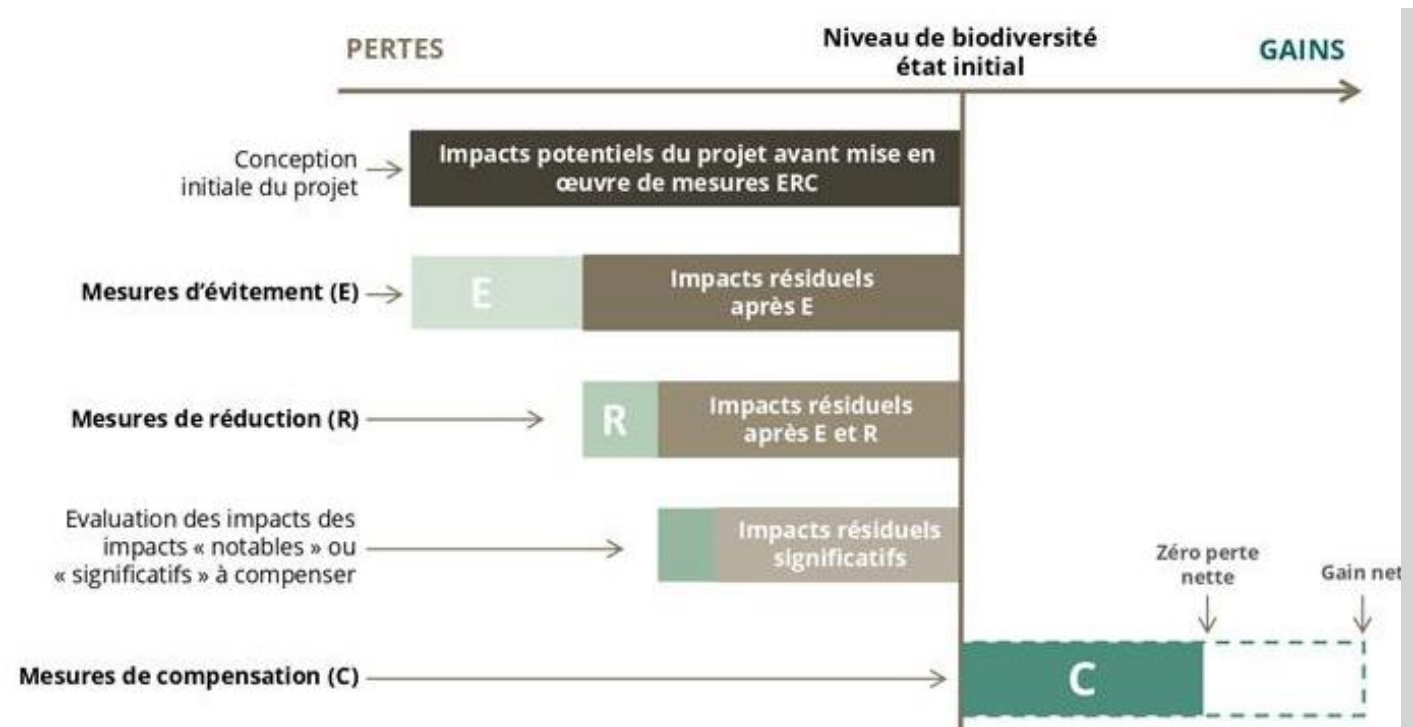 PERTES
Niveau de biodiversité
état initial
GAINS
Conception
initiale du projet
Impacts potentiels du projet avant mise en
œuvre de mesures ERC
Mesures d’évitement (E)
E
Impacts résiduels
après E
Mesures de réduction (R)
R
Impacts résiduels
après E et R
Evaluation des impacts des
impacts « notables » ou
« significatifs » à compenser
Impacts résiduels
significatifs
Zéro perte
nette
Gain net
Mesures de compensation (C)
C